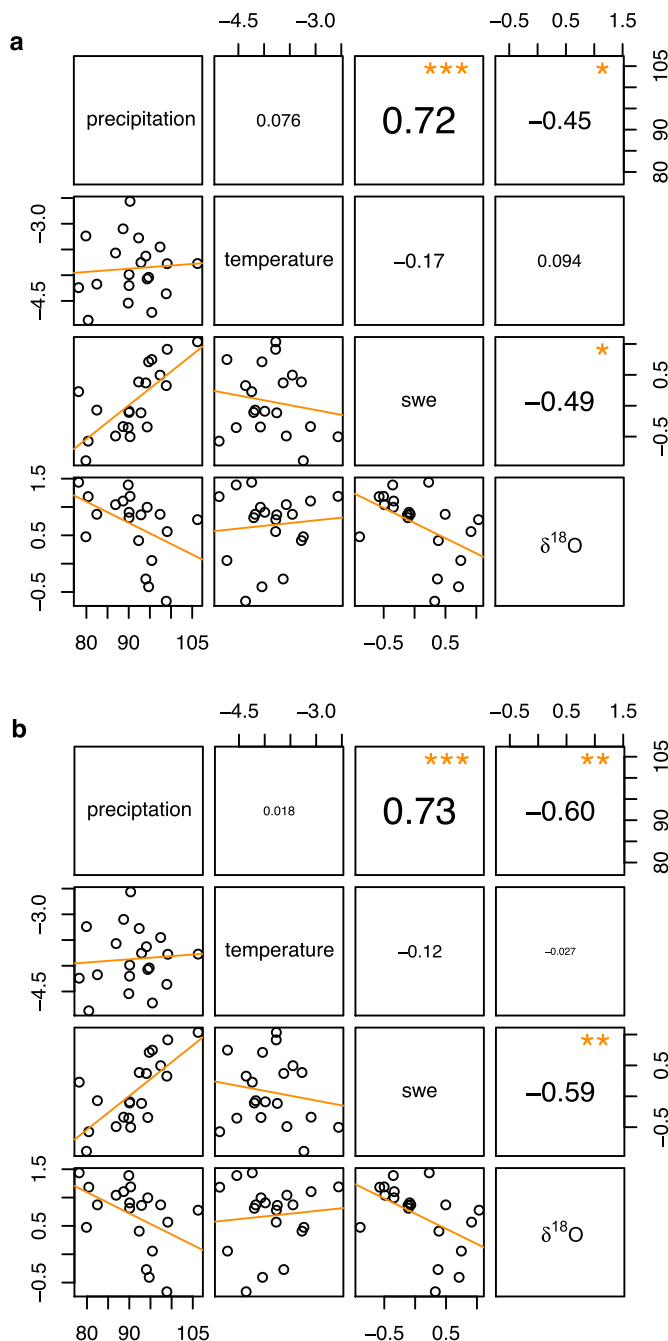 −4.5 −3.0 −0.5 0.5 1.5
a
*** *
precipitation 0.076 0.72 −0.45 80 90 105
−4.5 −3.0 temperature −0.17 0.094
*
swe −0.49 −0.5 0.5
−0.5 0.5 1.5 δ¹⁸O
80 90 105 −0.5 0.5
−4.5 −3.0 −0.5 0.5 1.5
b
*** **
preciptation 0.018 0.73 −0.60 80 90 105
−4.5 −3.0 temperature −0.12 −0.027
**
swe −0.59 −0.5 0.5
−0.5 0.5 1.5 δ¹⁸O
80 90 105 −0.5 0.5